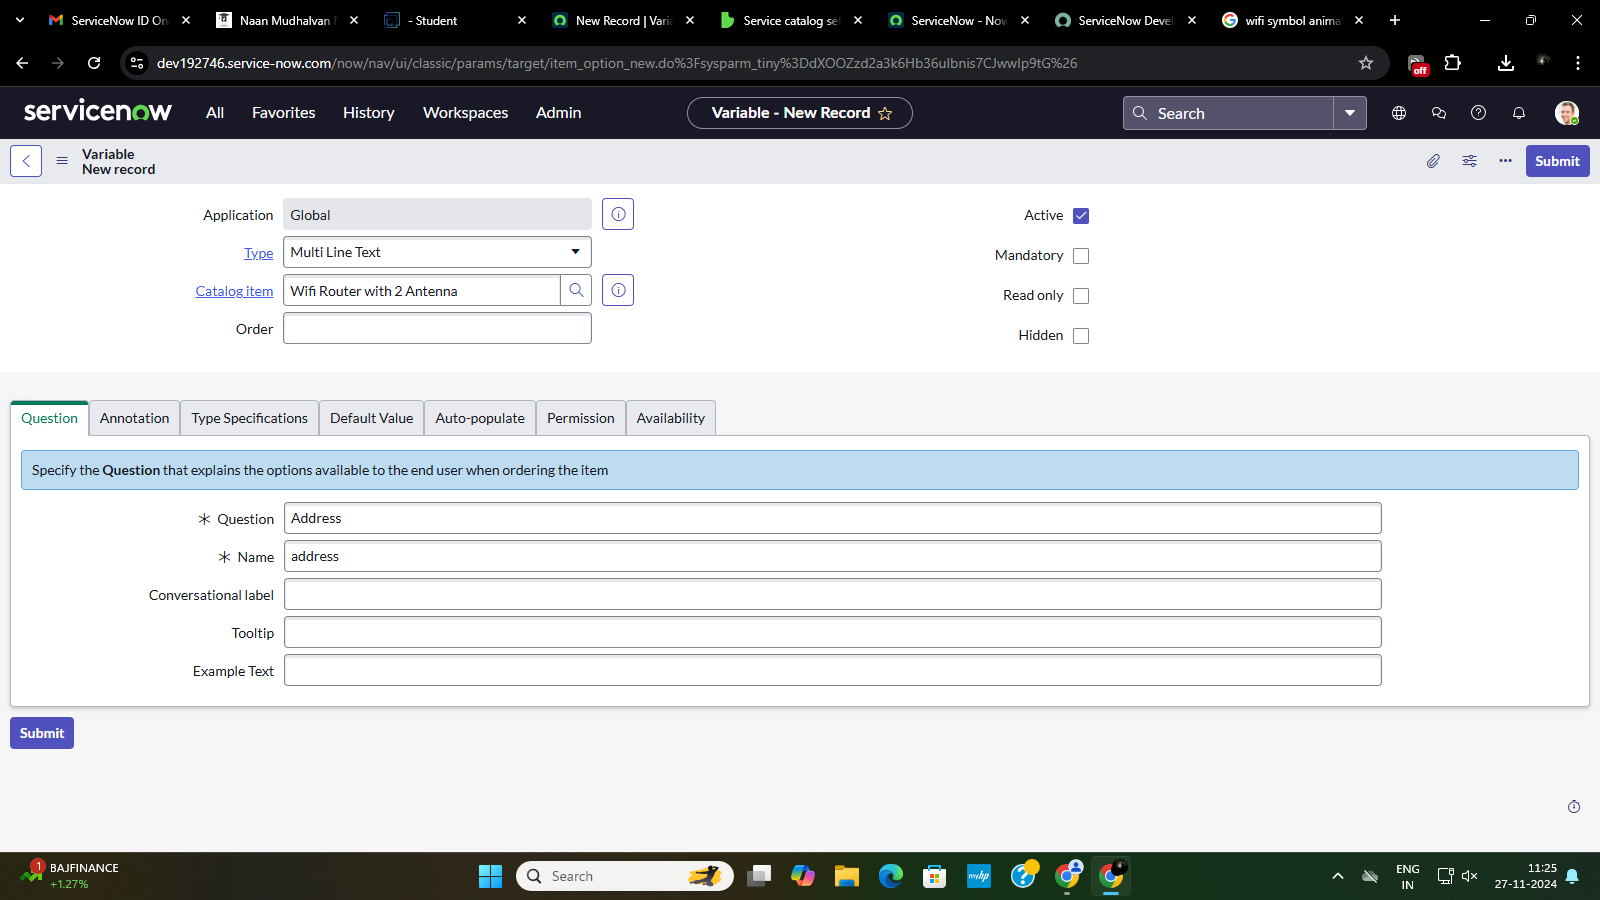 ServiceNow ID On
Naan Mudhalvan
- Student
New Record | Varia
Service catalog se
ServiceNow - Now
ServiceNow Devel
wifi symbol anima
dev192746.service-now.com/now/nav/ui/classic/params/target/item_option_new.do%3Fsysparm_tiny%3DdXOOZzd2a3k6Hb36uIbnis7CJwwIp9tG%26
off
servicenow
All
Favorites
History
Workspaces
Admin
Variable - New Record
Search
Variable
New record
Submit
Application
Global
Active
Type
Multi Line Text
Mandatory
Catalog item
Wifi Router with 2 Antenna
Read only
Order
Hidden
Question
Annotation
Type Specifications
Default Value
Auto-populate
Permission
Availability
Specify the Question that explains the options available to the end user when ordering the item
Question
Address
Name
address
Conversational label
Tooltip
Example Text
Submit
1
BAJFINANCE
+1.27%
Search
myhp
ENG
IN
11:25
27-11-2024